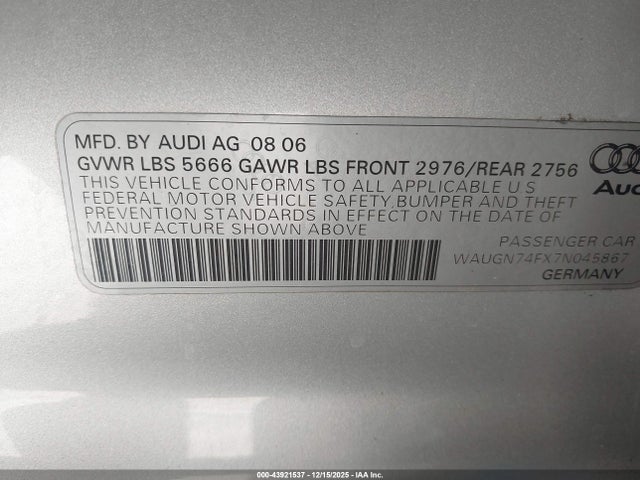 MFD. BY AUDI AG 08 06
GVWR LBS 5666 GAWR LBS FRONT 2976/REAR 2756
THIS VEHICLE CONFORMS TO ALL APPLICABLE U S
FEDERAL MOTOR VEHICLE SAFETY, BUMPER AND THEFT
PREVENTION STANDARDS IN EFFECT ON THE DATE OF
MANUFACTURE SHOWN ABOVE
PASSENGER CAR
WAUGN74FX7N045867
GERMANY
000-43921537 - 12/15/2025 - IAA Inc.